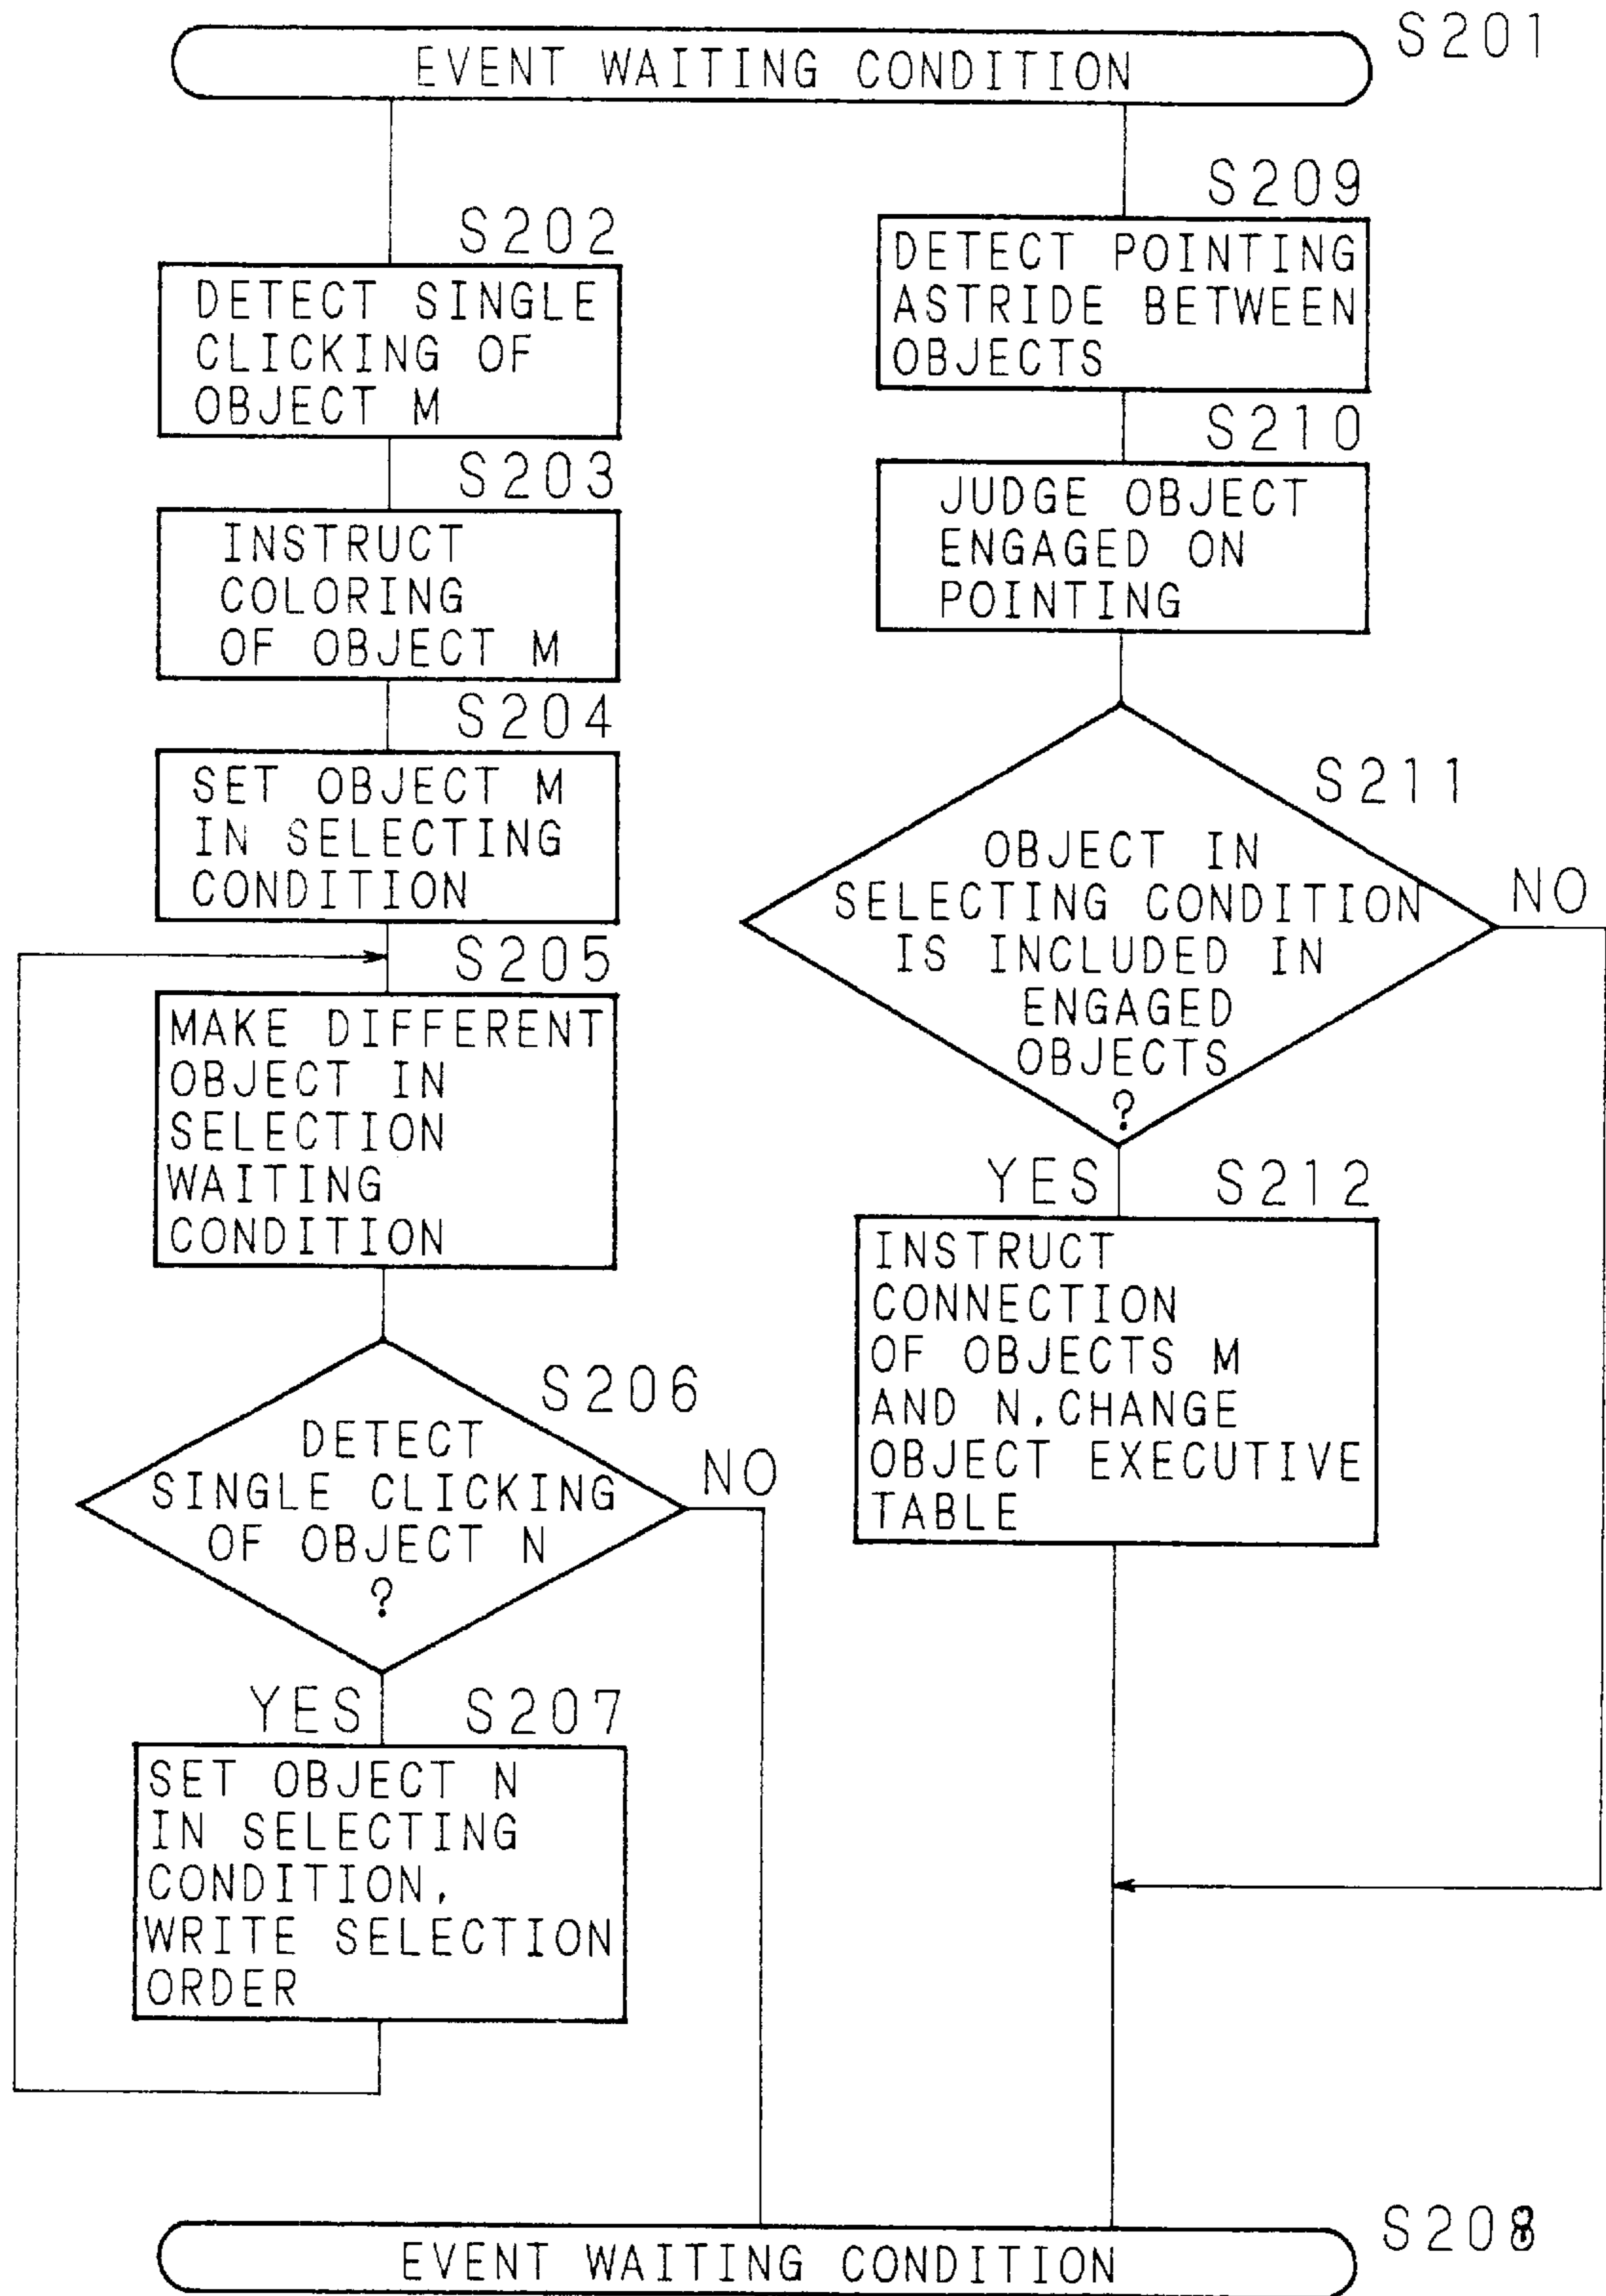 S201
EVENT WAITING CONDITION
S202
DETECT SINGLE
CLICKING OF
OBJECT M
S203
INSTRUCT
COLORING
OF OBJECT M
S204
SET OBJECT M
IN SELECTING
CONDITION
S205
MAKE DIFFERENT
OBJECT IN
SELECTION
WAITING
CONDITION
S206
DETECT
SINGLE CLICKING
OF OBJECT N
?
NO
YES
S207
SET OBJECT N
IN SELECTING
CONDITION,
WRITE SELECTION
ORDER
S209
DETECT POINTING
ASTRIDE BETWEEN
OBJECTS
S210
JUDGE OBJECT
ENGAGED ON
POINTING
S211
OBJECT IN
SELECTING CONDITION
IS INCLUDED IN
ENGAGED
OBJECTS
?
NO
YES
S212
INSTRUCT
CONNECTION
OF OBJECTS M
AND N,CHANGE
OBJECT EXECUTIVE
TABLE
S208
EVENT WAITING CONDITION